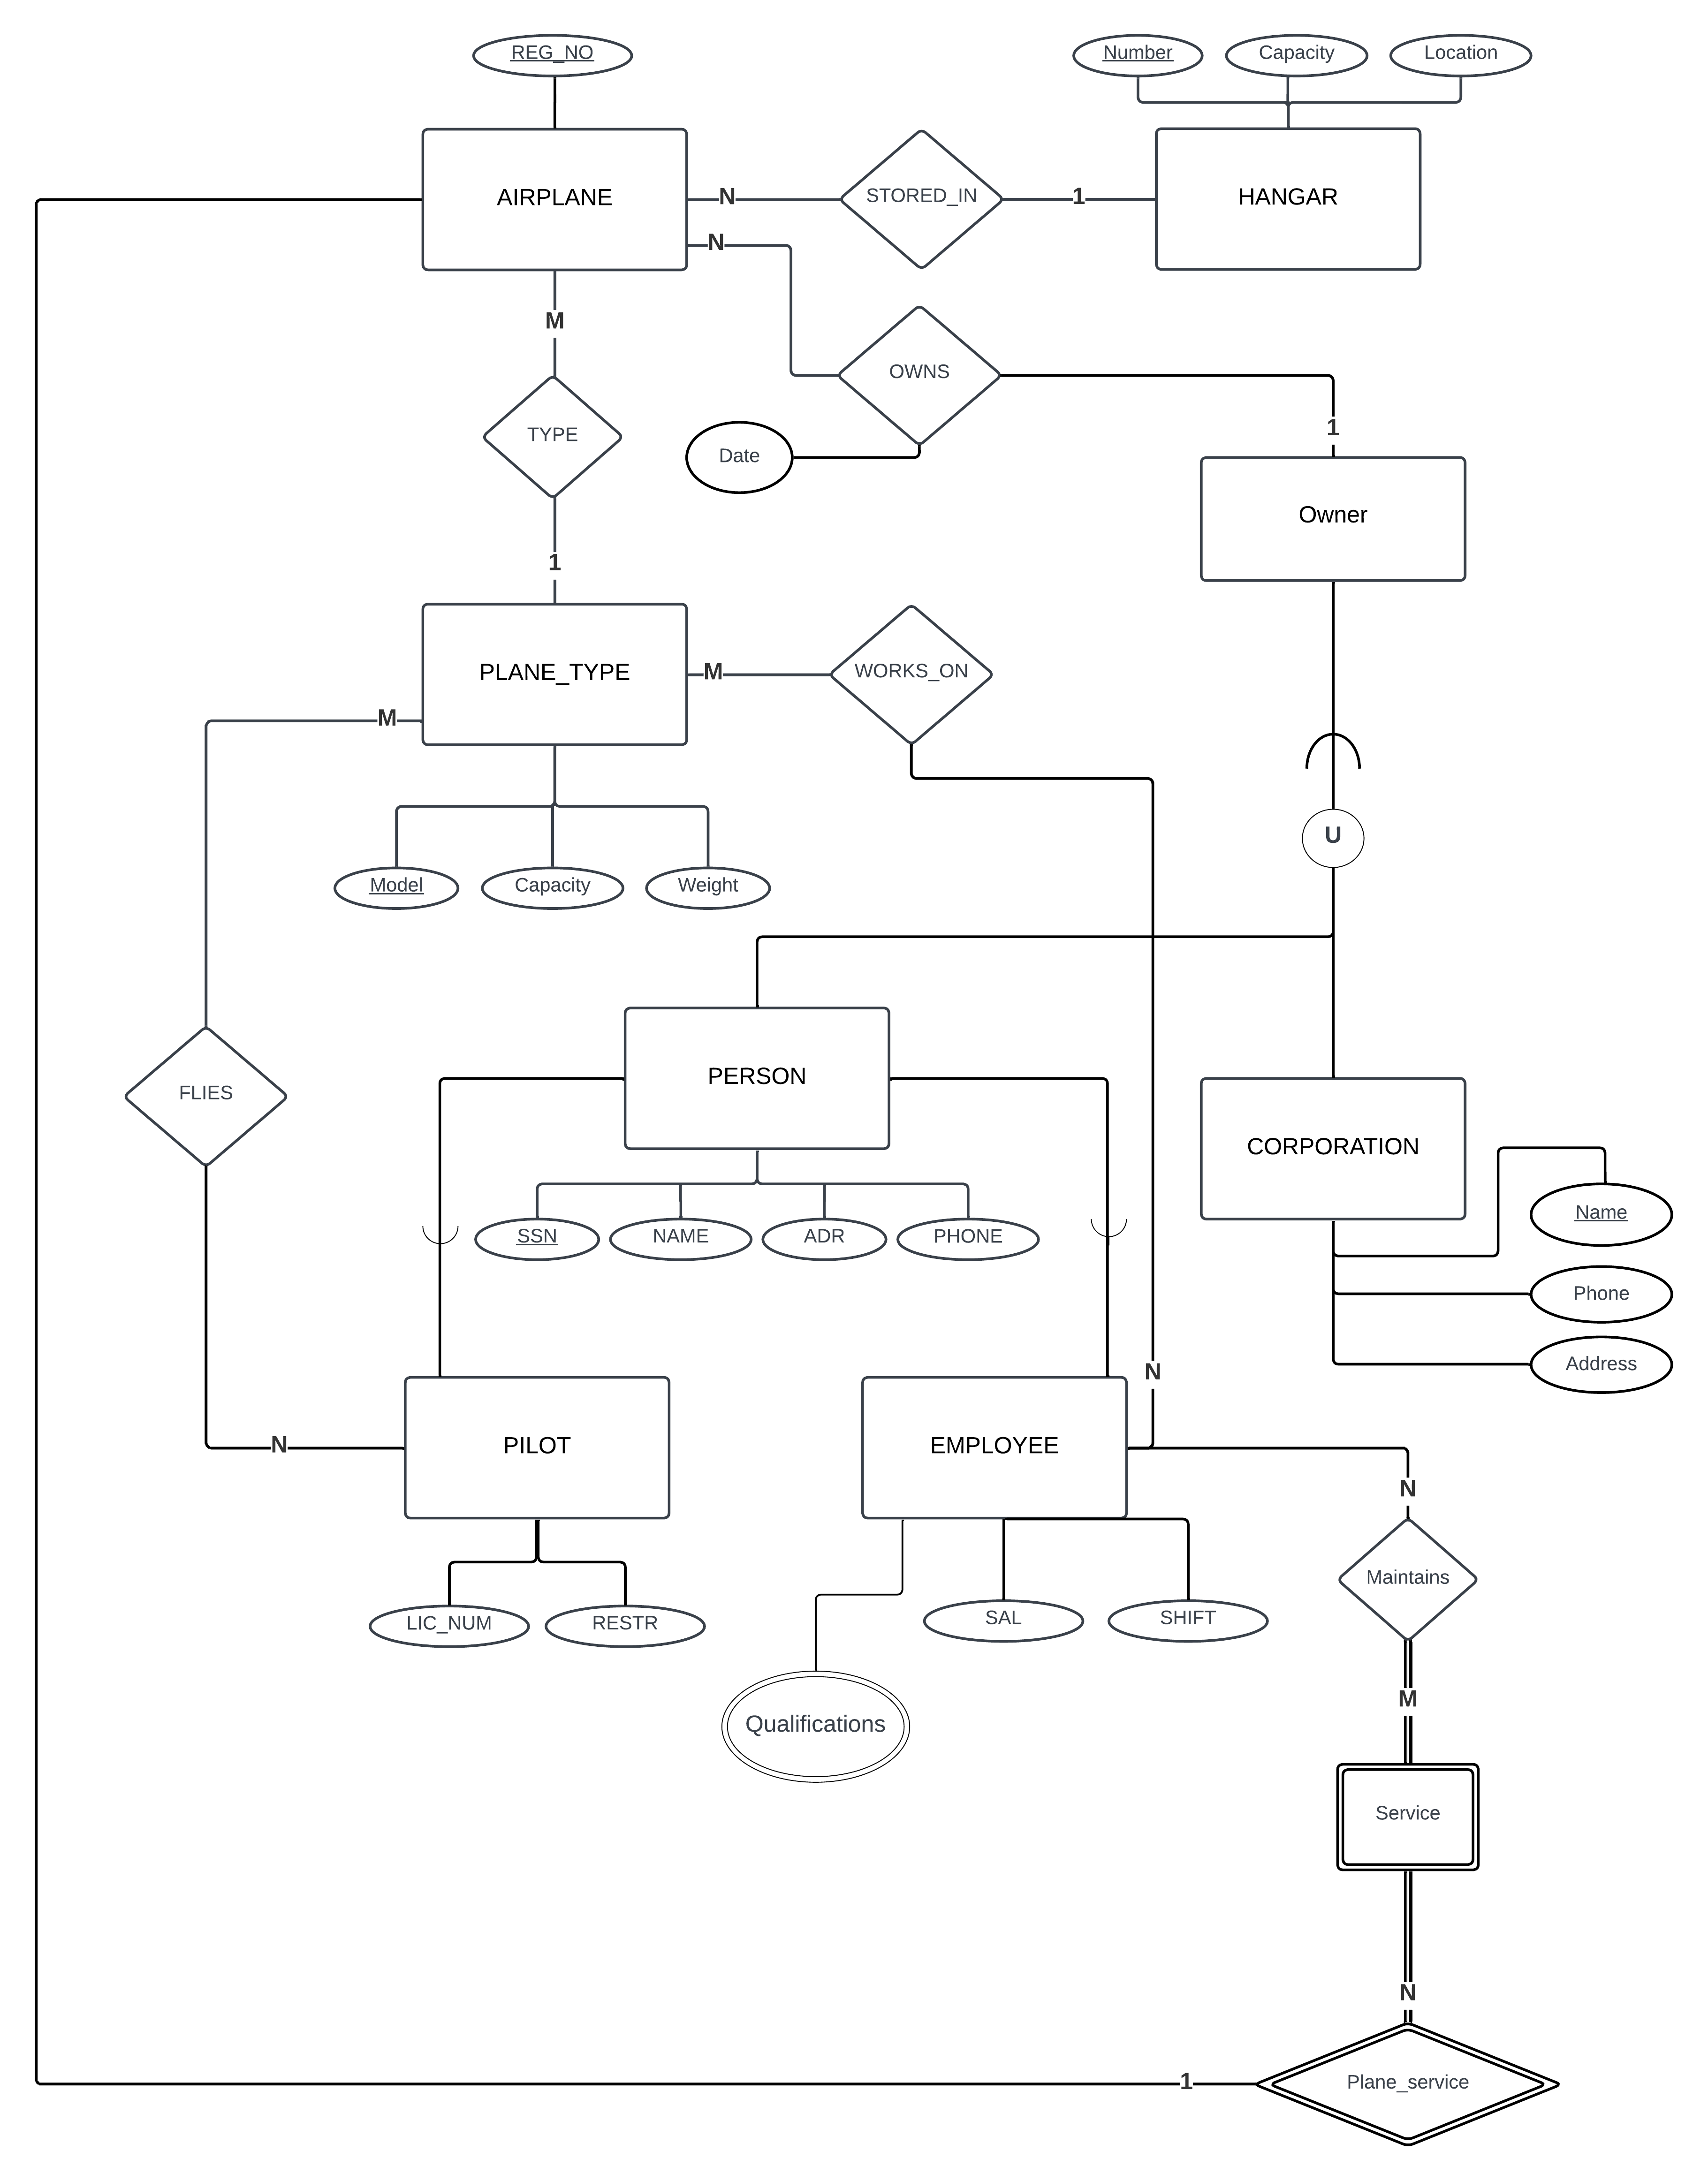 REG_NO
Number
Capacity
Location
AIRPLANE
N
STORED_IN
1
HANGAR
N
M
OWNS
TYPE
Date
1
Owner
1
PLANE_TYPE
M
WORKS_ON
M
U
Model
Capacity
Weight
PERSON
FLIES
CORPORATION
Name
SSN
NAME
ADR
PHONE
Phone
Address
N
N
PILOT
EMPLOYEE
N
Maintains
LIC_NUM
RESTR
SAL
SHIFT
M
Qualifications
Service
N
1
Plane_service